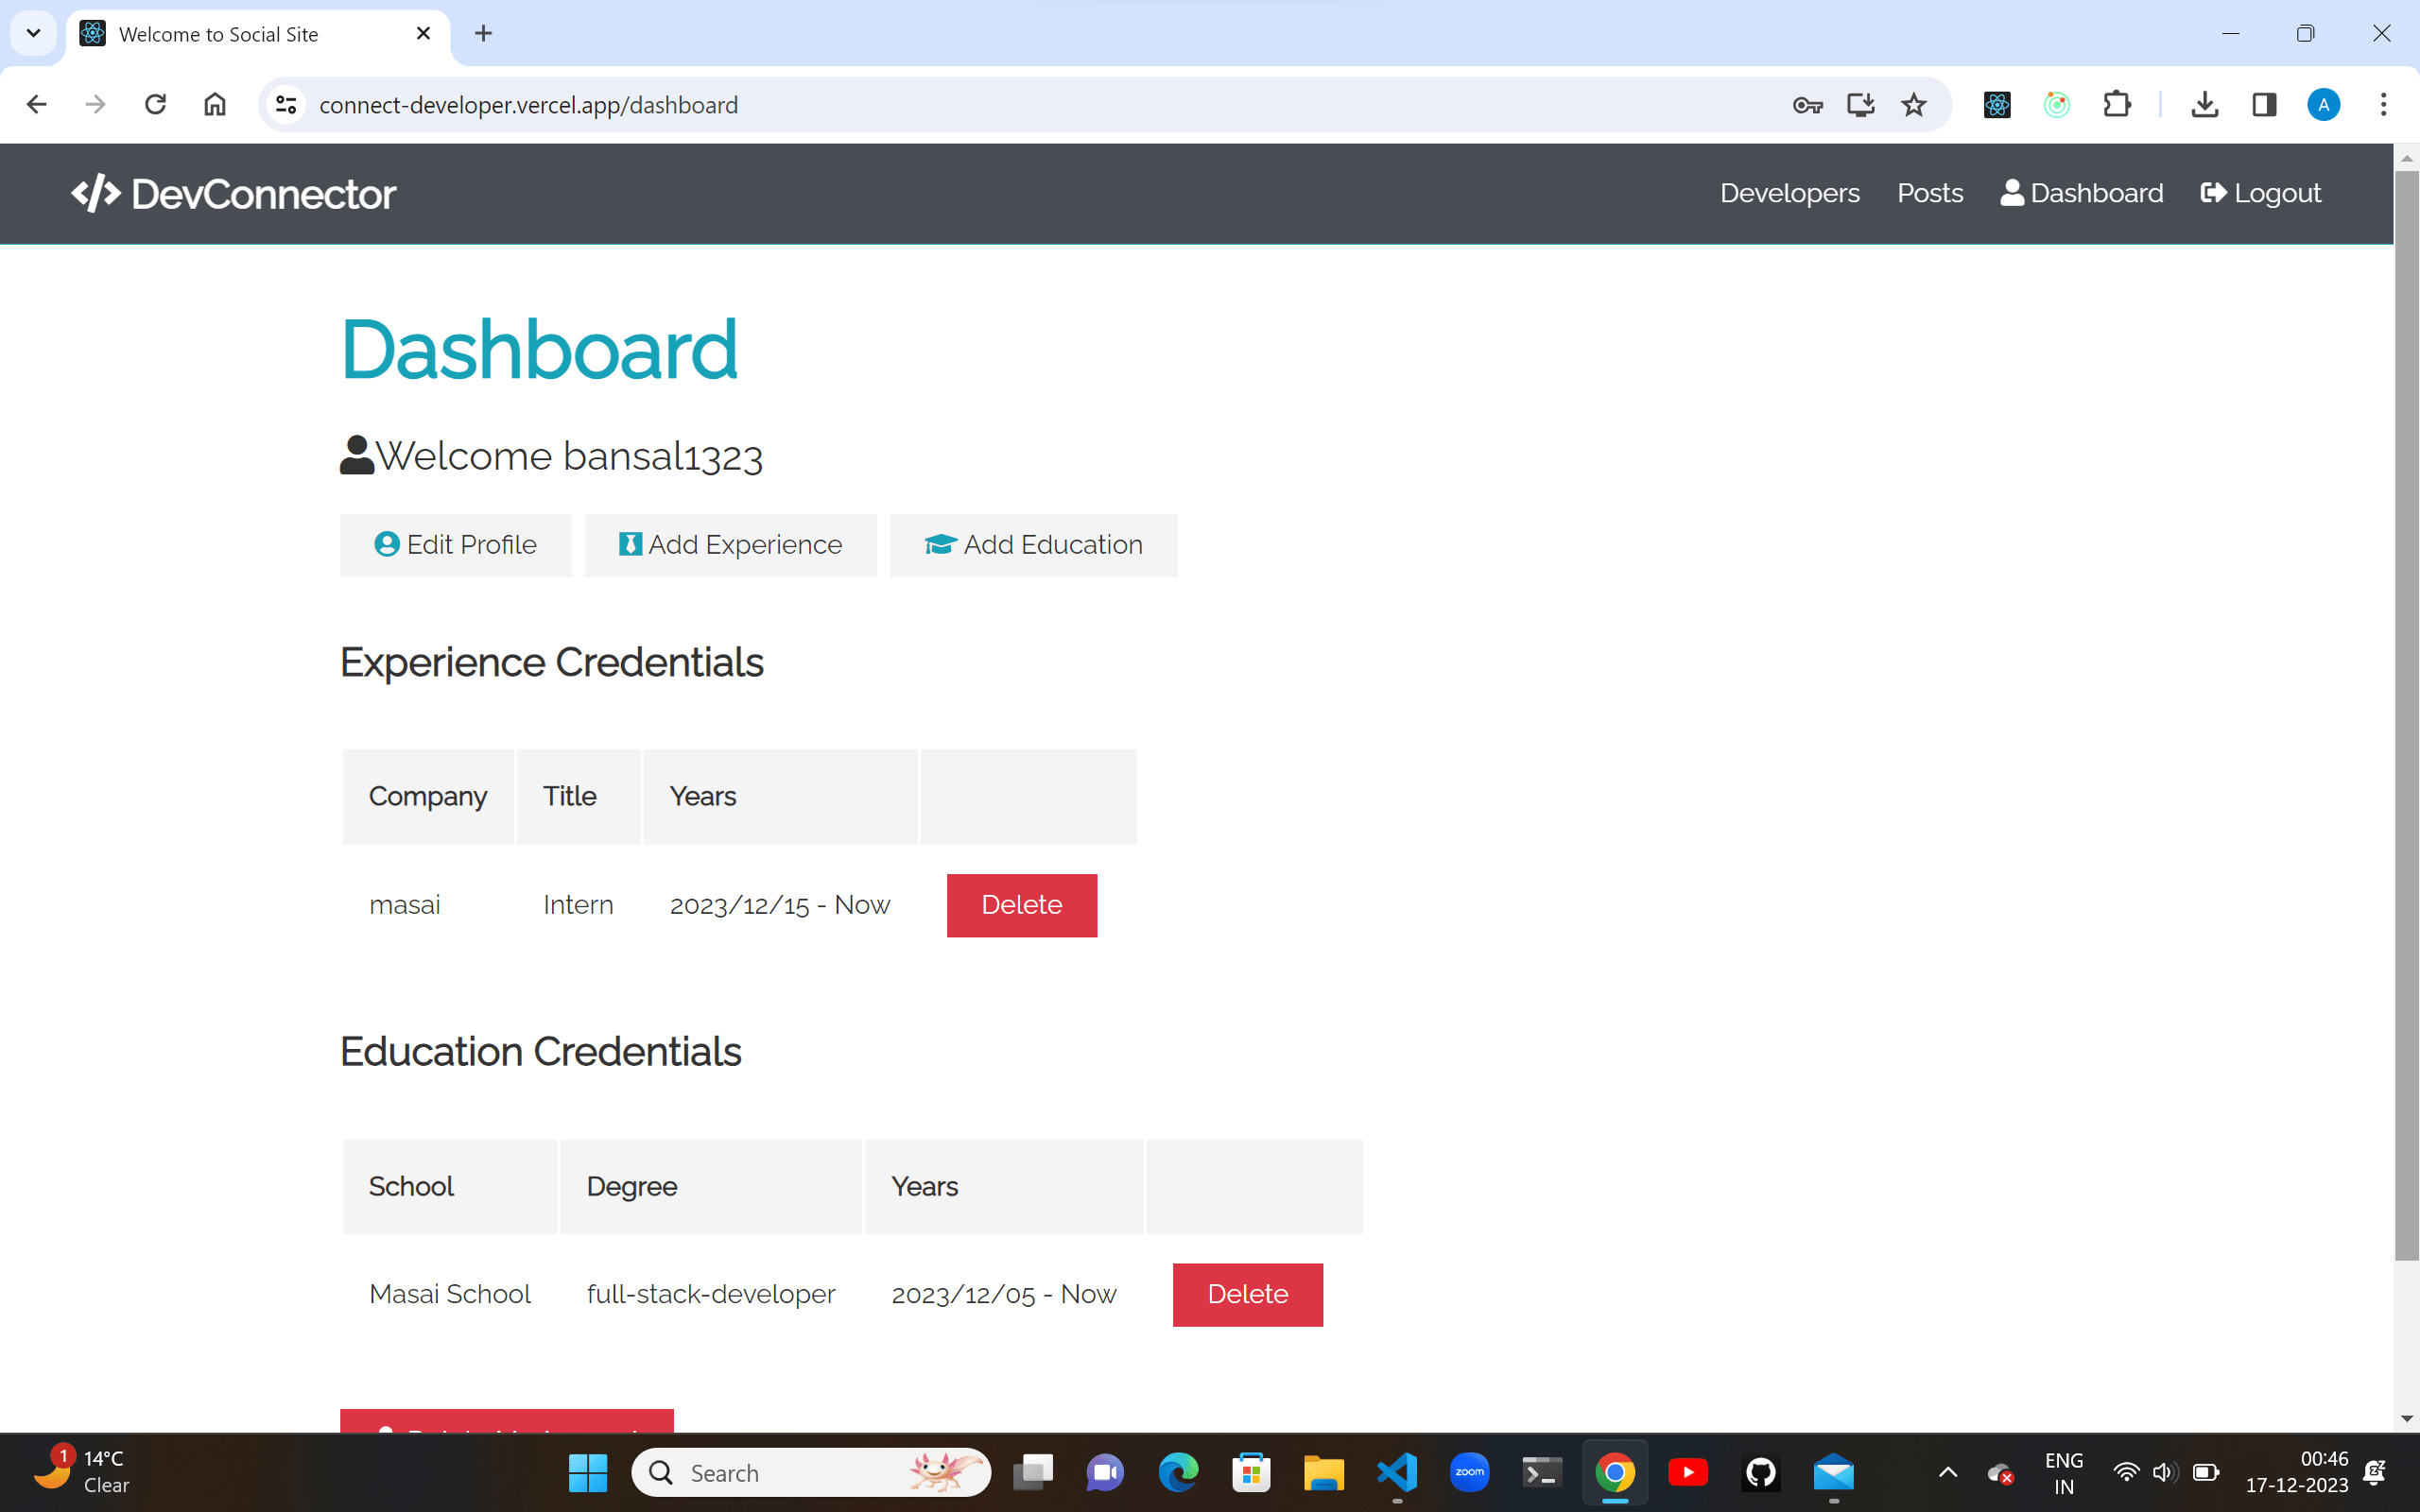 Welcome to Social Site
connect-developer.vercel.app/dashboard
A
</> DevConnector
Developers Posts Dashboard Logout
Dashboard
Welcome bansal1323
Edit Profile Add Experience Add Education
Experience Credentials
Company Title Years
masai Intern 2023/12/15 - Now Delete
Education Credentials
School Degree Years
Masai School full-stack-developer 2023/12/05 - Now Delete
1
14°C
Clear
Search
zoom
ENG
IN
00:46
17-12-2023